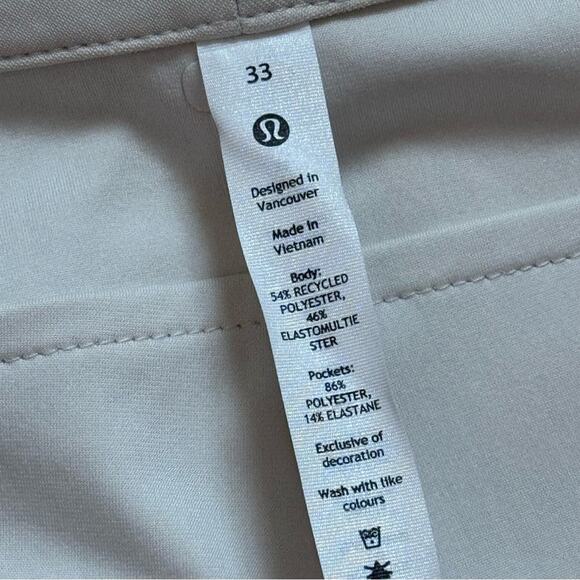 33
Designed in
Vancouver
Made in
Vietnam
Body:
54% RECYCLED
POLYESTER,
46%
ELASTOMULTIE
STER
Pockets:
86%
POLYESTER,
14% ELASTANE
Exclusive of
decoration
Wash with like
colours